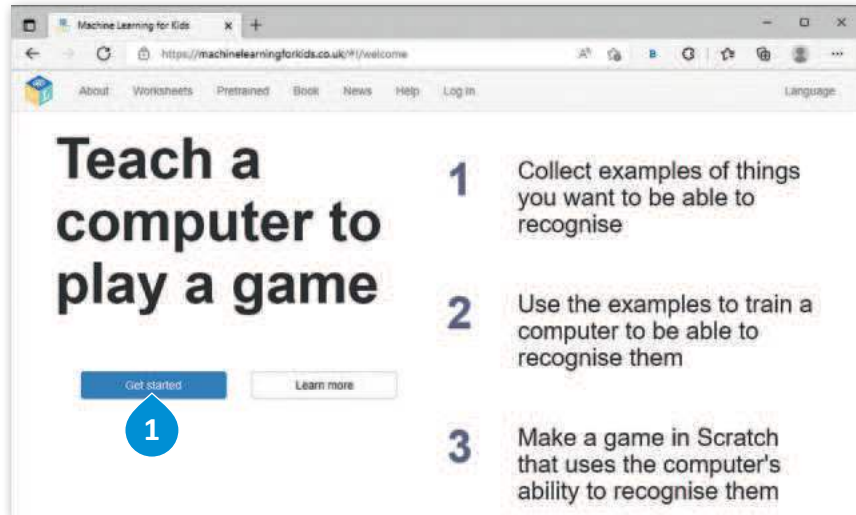 Machine Learning for Kids
https://machinelearningforkids.co.uk/#!/welcome
About Worksheets Pretrained Book News Help Log In Language
Teach a
computer to
play a game
Get started Learn more
1
1
Collect examples of things
you want to be able to
recognise
2
Use the examples to train a
computer to be able to
recognise them
3
Make a game in Scratch
that uses the computer's
ability to recognise them